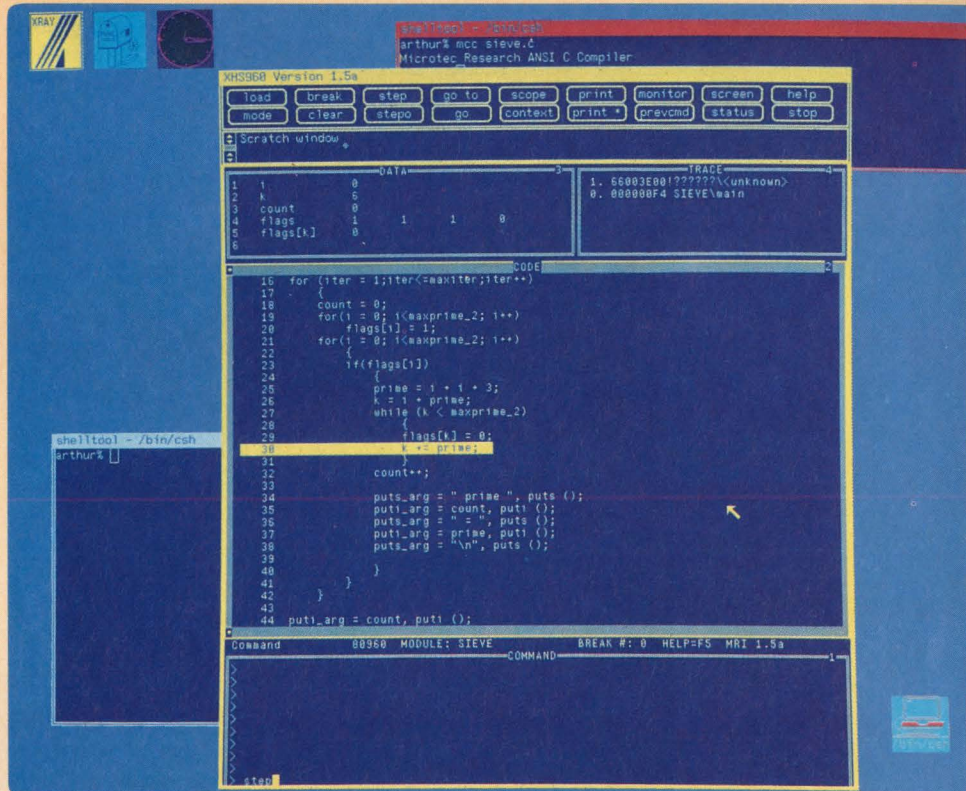 XRAY
shelltool - /bin/csh
arthur% mcc sieve.c
Microtec Research ANSI C Compiler
XHS960 Version 1.5a
load break step go to scope print monitor screen help
mode clear stepo go context print * prevcmd status stop
Scratch window
DATA 3
1 i 0
2 k 6
3 count 0
4 flags 1 1 1 0
5 flags[k] 0
6
TRACE 4
1. 66003E00!??????\<unknown>
0. 000000F4 SIEVE\main
CODE 2
16 for (iter = 1;iter<=maxiter;iter++)
17 {
18 count = 0;
19 for(i = 0; i<maxprime_2; i++)
20 flags[i] = 1;
21 for(i = 0; i<maxprime_2; i++)
22 {
23 if(flags[i])
24 {
25 prime = i + i + 3;
26 k = i + prime;
27 while (k < maxprime_2)
28 {
29 flags[k] = 0;
30 k += prime;
31 }
32 count++;
33
34 puts_arg = " prime ", puts ();
35 puti_arg = count, puti ();
36 puts_arg = " = ", puts ();
37 puti_arg = prime, puti ();
38 puts_arg = "\n", puts ();
39
40 }
41 }
42 }
43
44 puti_arg = count, puti ();
shelltool - /bin/csh
arthur%
Command 80960 MODULE: SIEVE BREAK #: 0 HELP=F5 MRI 1.5a
COMMAND 1
>
>
>
>
>
>
>
>
> step